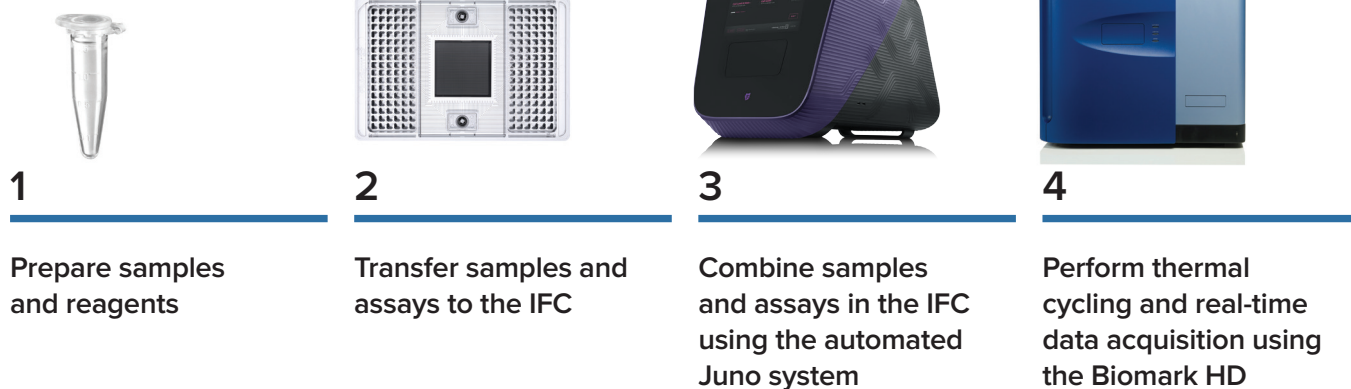 1
Prepare samples
and reagents
2
Transfer samples and
assays to the IFC
3
Combine samples
and assays in the IFC
using the automated
Juno system
4
Perform thermal
cycling and real-time
data acquisition using
the Biomark HD